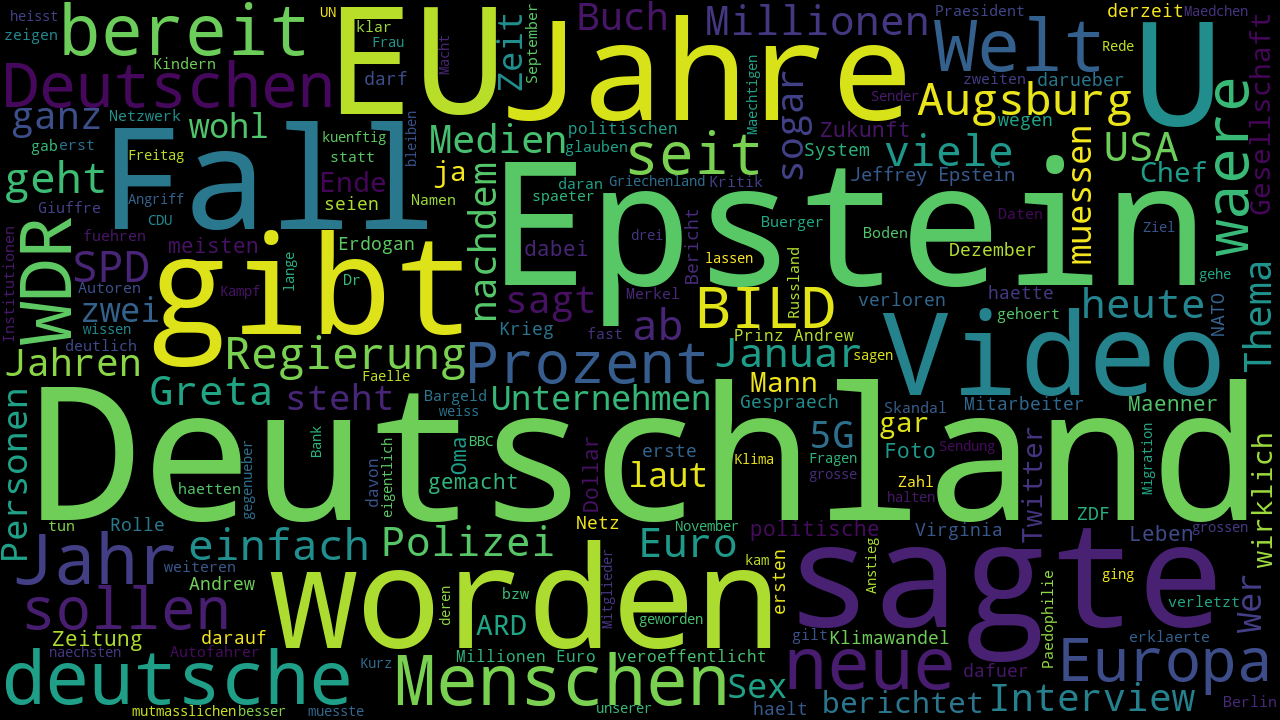 heisst
zeigen
bereit
UN
klar
Frau
EU
Macht
Zeit
September
Buch
Millionen
Praesident
Welt
derzeit
Maedchen
Rede
U
Gesellschaft
Kindern
Deutschen
darf
Jahre
Maechtigen
sogar
Sender
zweiten
darueber
Augsburg
wegen
waere
ganz
Netzwerk
wohl
Fall
kuenftig
bleiben
Medien
politischen
glauben
seit
Zukunft
System
viele
muessen
USA
Chef
gab
erst
Freitag
statt
geht
Ende
ja
nachdem
daran
Griechenland
Kritik
Jeffrey Epstein
Giuffre
Angriff
CDU
seien
Namen
spaeter
Epstein
Buerger
Daten
Ziel
WDR
fuehren
meisten
Erdogan
dabei
Bericht
drei
Boden
Dezember
Institutionen
SPD
gibt
lange
lassen
Russland
gehe
Autoren
Kampf
Dr
sagt
Merkel
BILD
verloren
haette
heute
NATO
Thema
zwei
wissen
Krieg
fast
ab
gehoert
deutlich
Prinz Andrew
Video
Jahren
Regierung
Prozent
Januar
sagen
Greta
Faelle
steht
Bargeld
weiss
Unternehmen
Mann
Gespraech
Skandal
Mitarbeiter
Maenner
Personen
Deutschland
gar
5G
Bank
Oma
BBC
Dollar
erste
Klima
Fragen
grosse
Foto
Sendung
Twitter
Migration
wirklich
gegenueber
davon
eigentlich
gemacht
laut
Zahl
halten
haetten
tun
Rolle
Netz
November
politische
Virginia
ZDF
Leben
grossen
Jahr
einfach
Polizei
Euro
kam
ersten
Anstieg
sagte
ging
Wer
weiteren
Andrew
worden
deren
bzw
Mitglieder
geworden
Paedophilie
verletzt
sollen
ARD
gilt
Klimawandel
erklaerte
Zeitung
darauf
naechsten
Autofahrer
Kurz
Millionen Euro
veroeffentlicht
neue
dafuer
Europa
deutsche
Menschen
Sex
mutmasslichen
besser
muesste
unserer
haelt
berichtet
Interview
Berlin